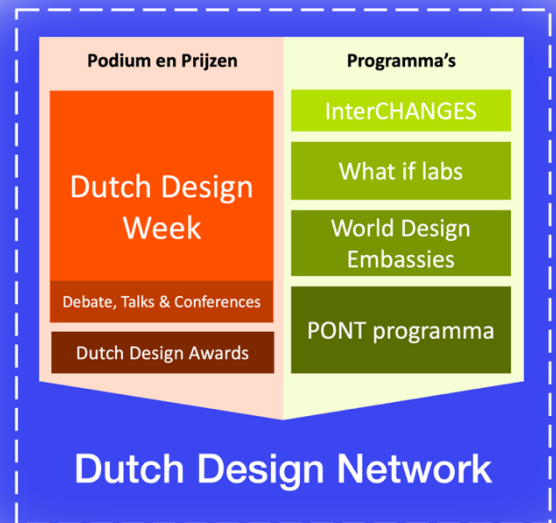 Podium en Prijzen
Dutch Design
Week
Debate, Talks & Conferences
Dutch Design Awards
Programma's
InterCHANGES
What if labs
World Design
Embassies
PONT programma
Dutch Design Network